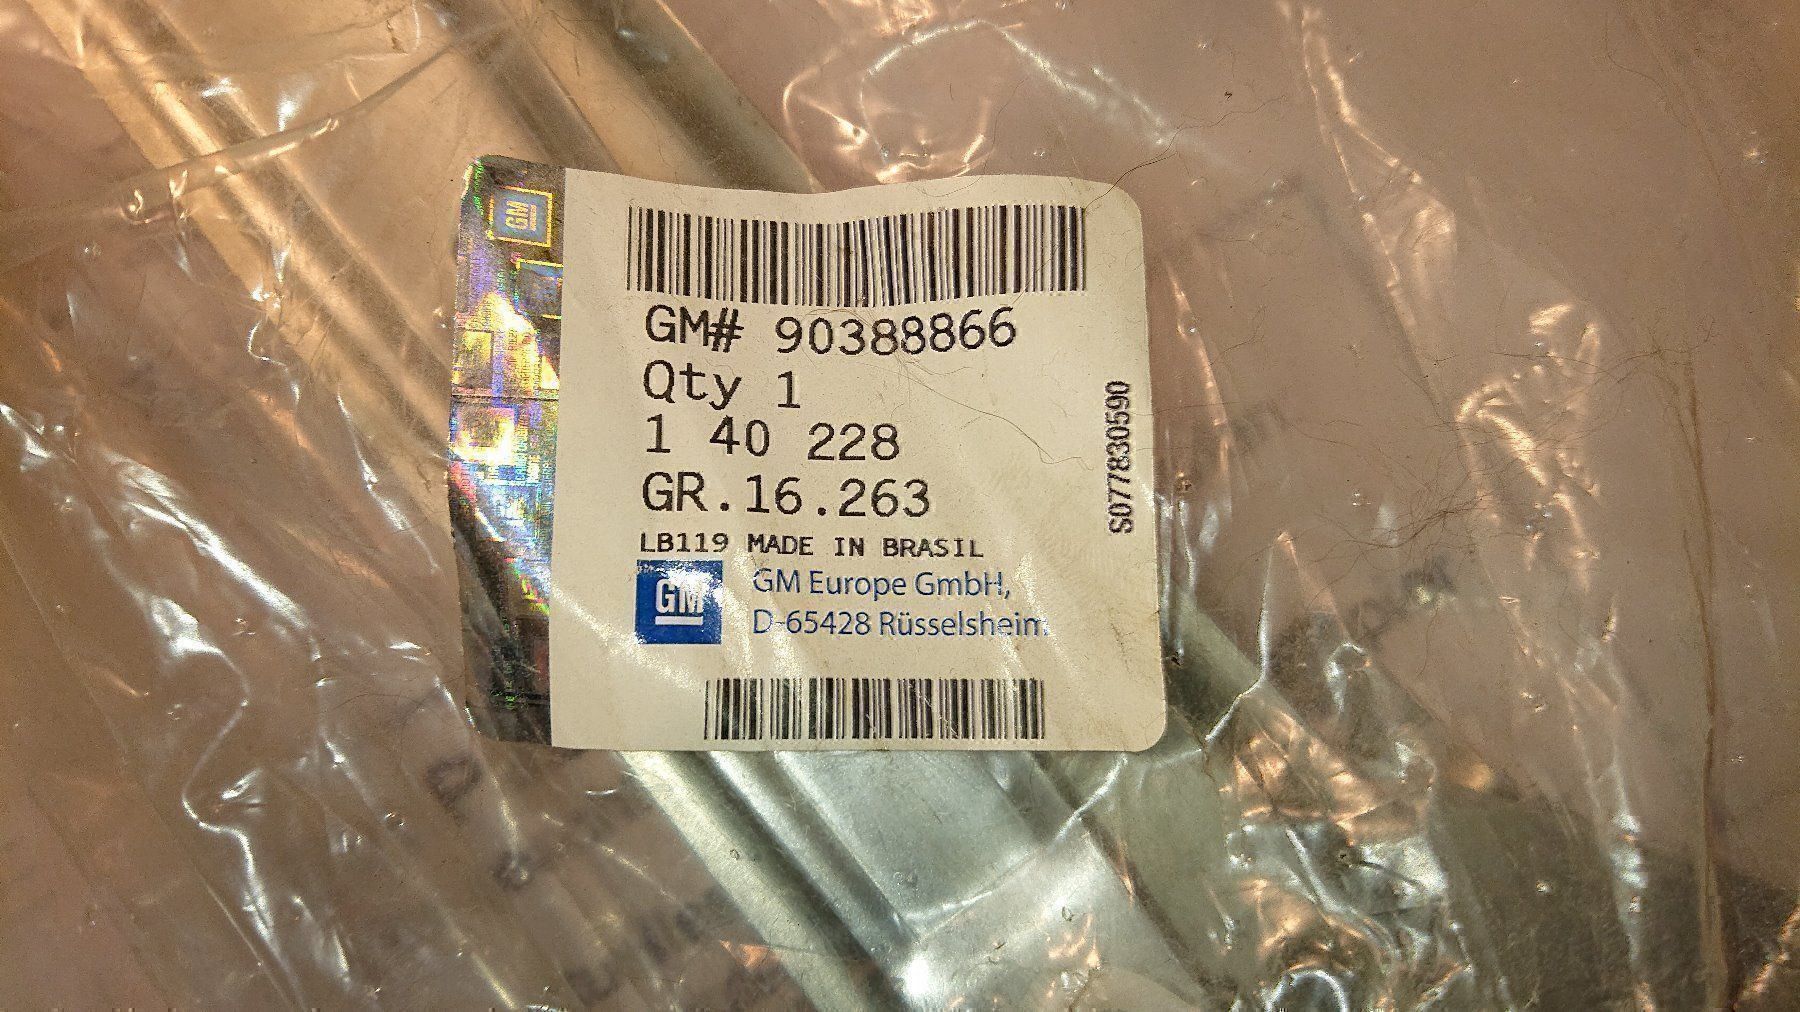 GM
GM# 90388866
Qty 1
1 40 228
GR.16.263
LB119 MADE IN BRASIL
GM
GM Europe GmbH,
D-65428 Rüsselsheim
S077830590